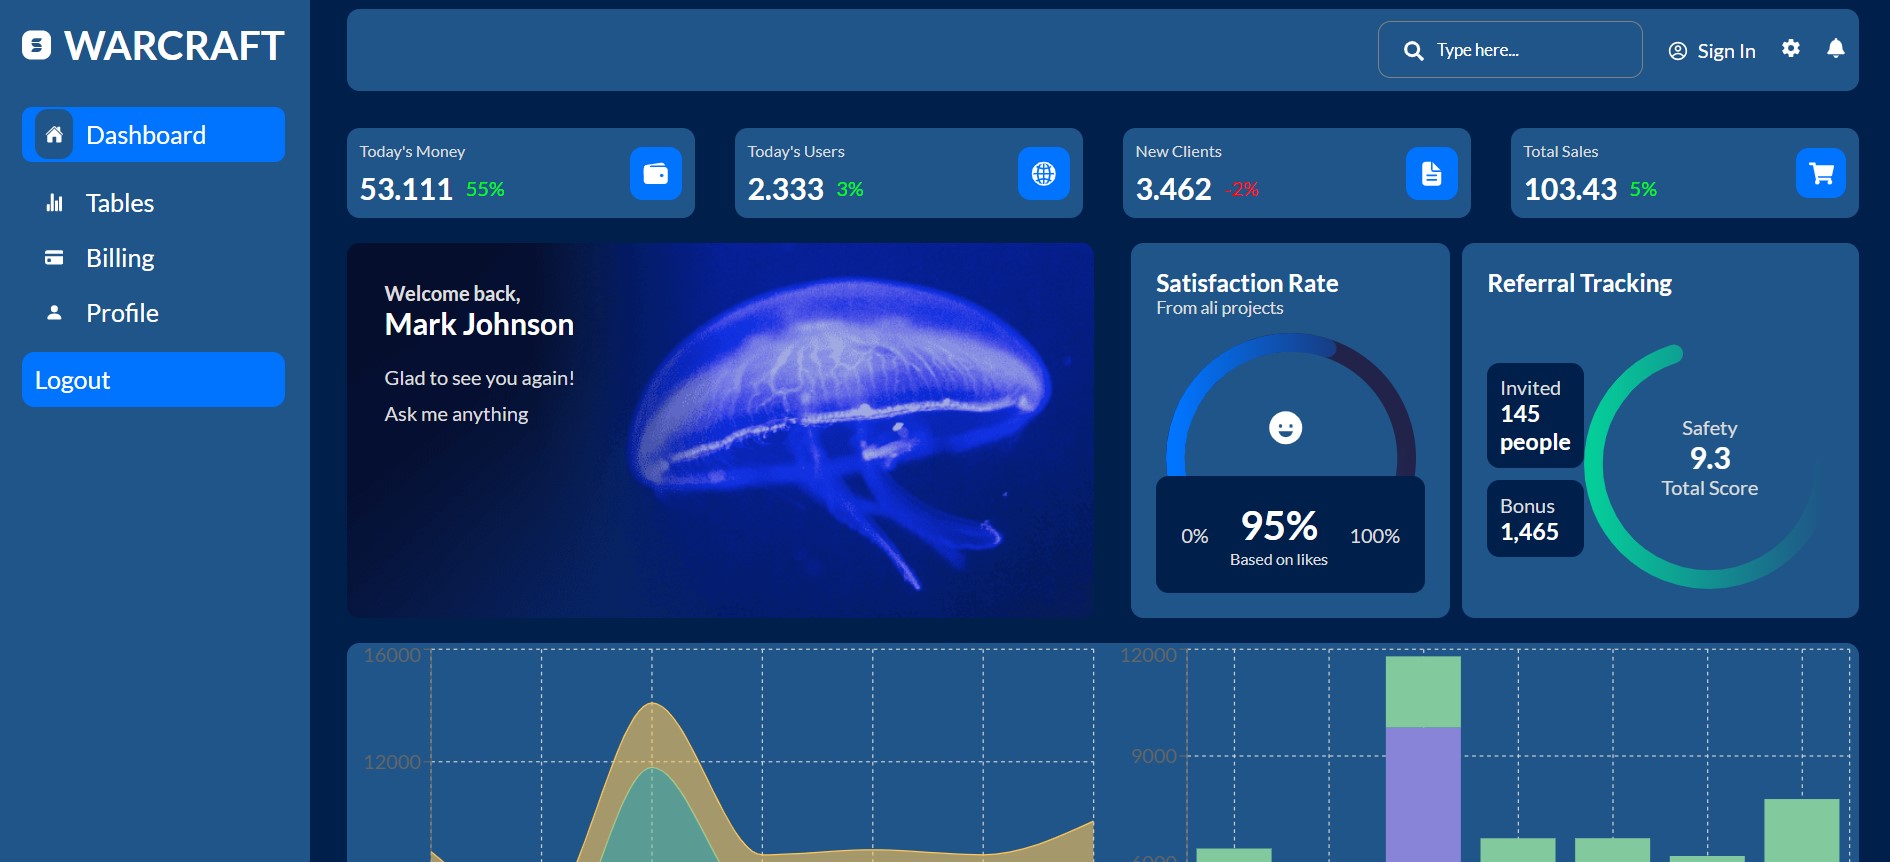 WARCRAFT
Dashboard
Tables
Billing
Profile
Logout
Type here...
Sign In
Today's Money
53.111 55%
Today's Users
2.333 3%
New Clients
3.462 -2%
Total Sales
103.43 5%
Welcome back,
Mark Johnson
Glad to see you again!
Ask me anything
Satisfaction Rate
From ali projects
0%
95%
100%
Based on likes
Referral Tracking
Invited
145
people
Bonus
1,465
Safety
9.3
Total Score
16000
12000
12000
9000
6000